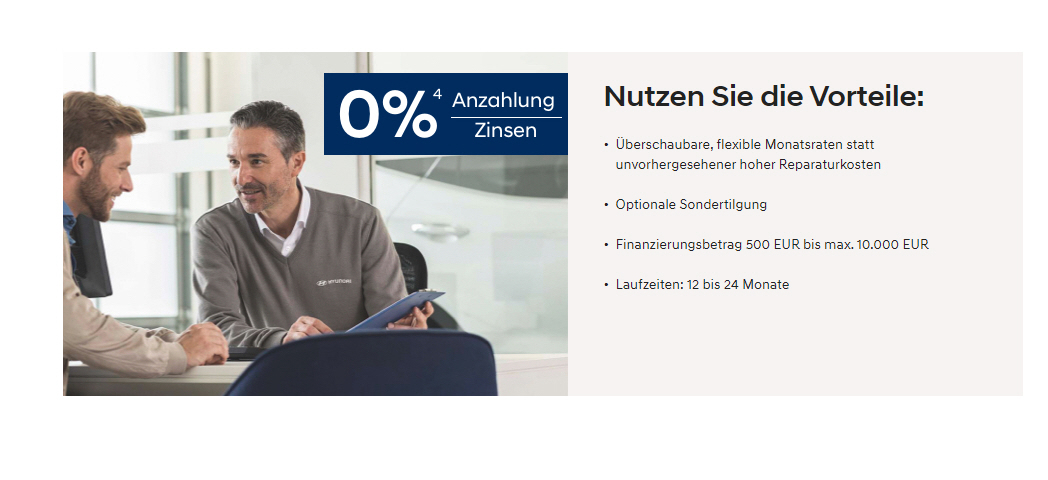 0%⁴ Anzahlung
Zinsen
HYUNDAI
Nutzen Sie die Vorteile:
• Überschaubare, flexible Monatsraten statt
unvorhergesehener hoher Reparaturkosten
• Optionale Sondertilgung
• Finanzierungsbetrag 500 EUR bis max. 10.000 EUR
• Laufzeiten: 12 bis 24 Monate